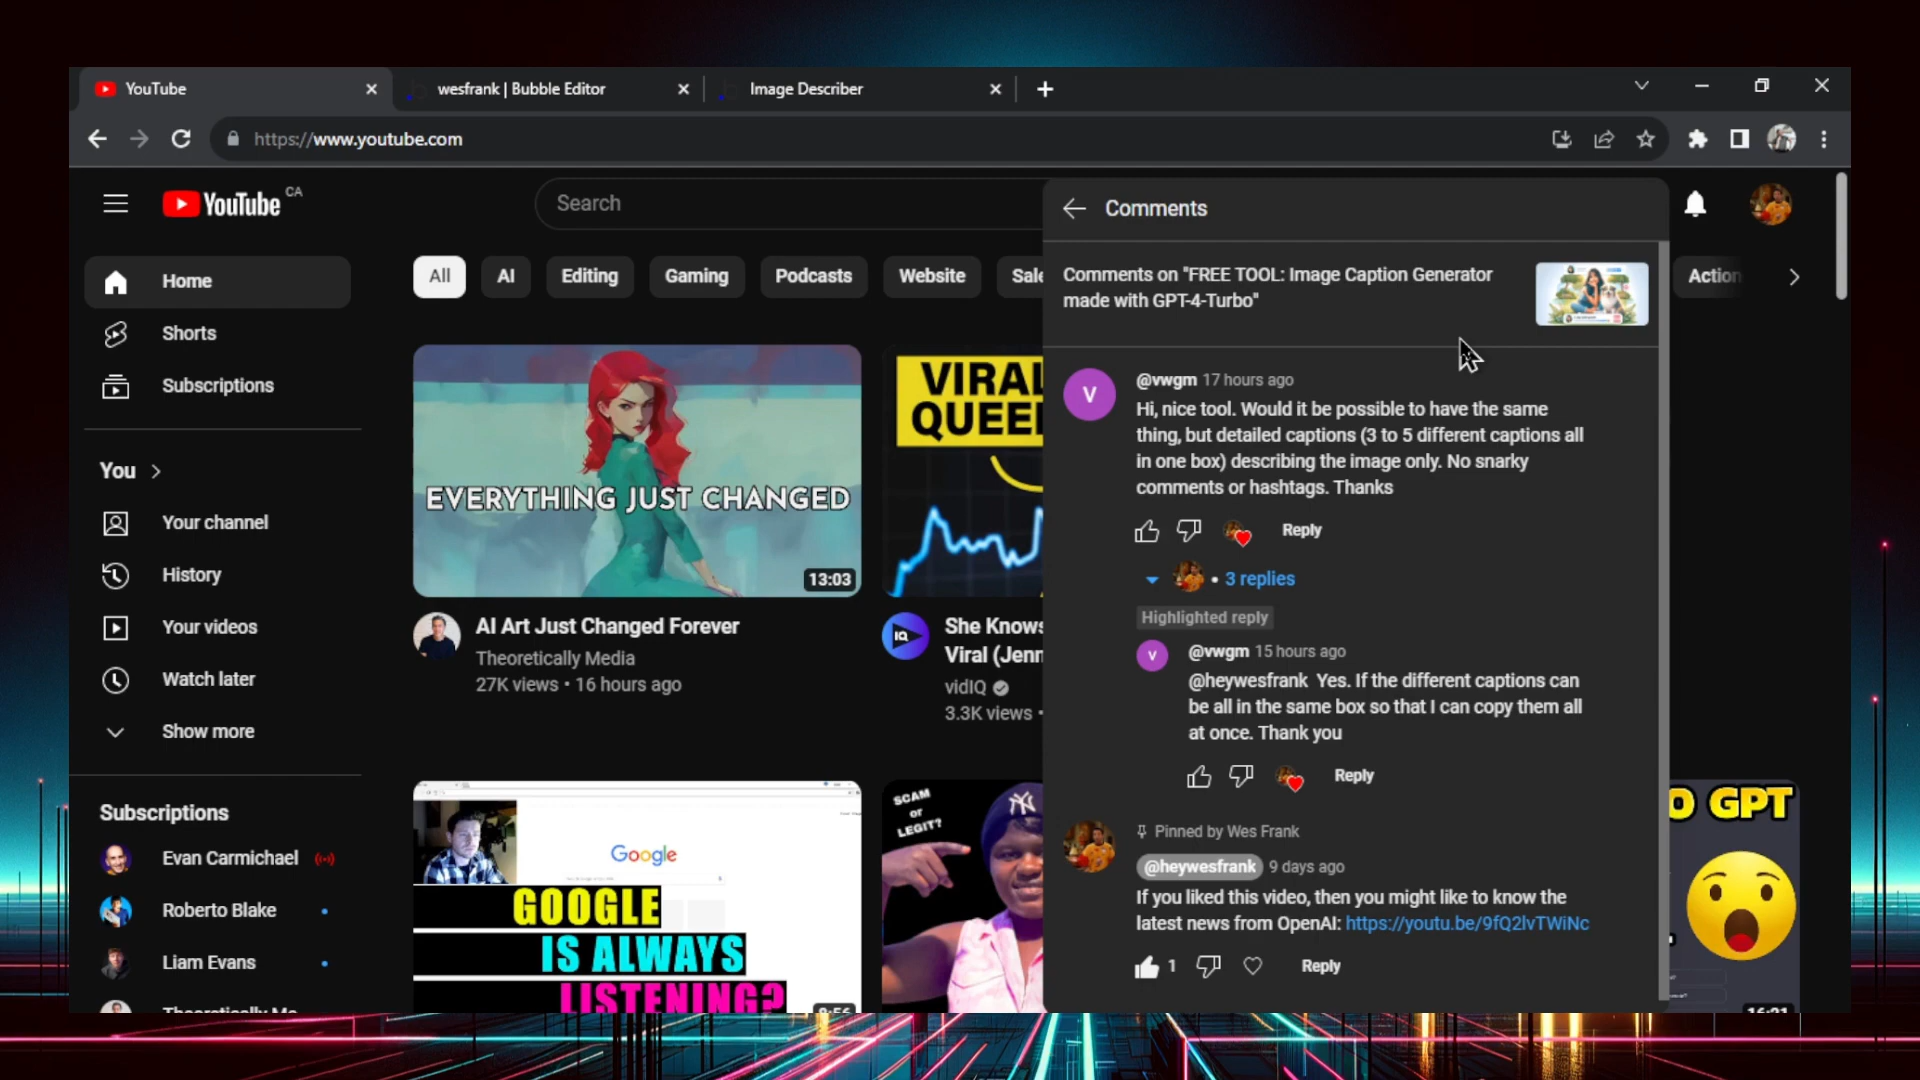 YouTube
wesfrank | Bubble Editor
Image Describer
https://www.youtube.com
YouTube CA
Search
Comments
Home
Shorts
Subscriptions
You
Your channel
History
Your videos
Watch later
Show more
Subscriptions
Evan Carmichael
Roberto Blake
Liam Evans
All
AI
Editing
Gaming
Podcasts
Website
Sale
Action
EVERYTHING JUST CHANGED
13:03
AI Art Just Changed Forever
Theoretically Media
27K views • 16 hours ago
VIRAL
QUEE
IQ
She Knows
Viral (Jenn
vidIQ
3.3K views •
Google
GOOGLE
IS ALWAYS
LISTENING?
8:56
SCAM
or
LEGIT?
NY
Comments on "FREE TOOL: Image Caption Generator
made with GPT-4-Turbo"
V
@vwgm 17 hours ago
Hi, nice tool. Would it be possible to have the same
thing, but detailed captions (3 to 5 different captions all
in one box) describing the image only. No snarky
comments or hashtags. Thanks
Reply
• 3 replies
Highlighted reply
V
@vwgm 15 hours ago
@heywesfrank Yes. If the different captions can
be all in the same box so that I can copy them all
at once. Thank you
Reply
Pinned by Wes Frank
@heywesfrank 9 days ago
If you liked this video, then you might like to know the
latest news from OpenAI: https://youtu.be/9fQ2lvTWiNc
1
Reply
O GPT
16:21